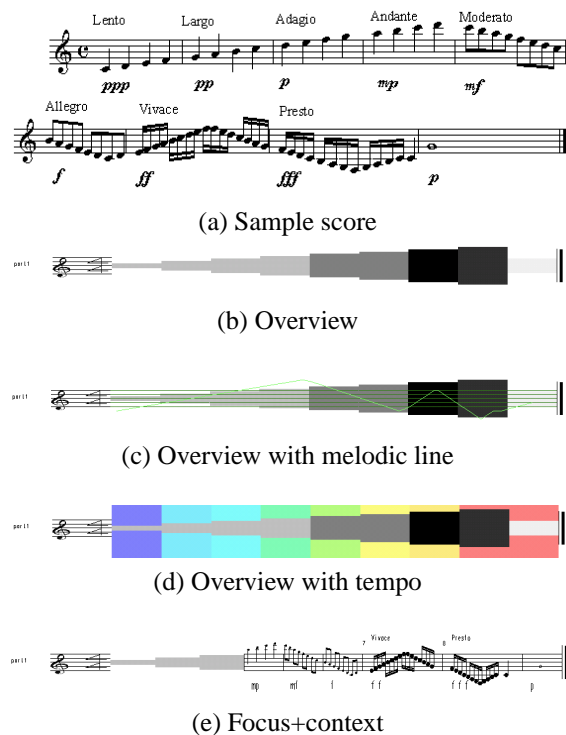 Lento Largo Adagio Andante Moderato
ppp pp p mp mf
Allegro Vivace Presto
f ff fff p
(a) Sample score
part1
(b) Overview
part1
(c) Overview with melodic line
part1
(d) Overview with tempo
part1
7 Vivace 8 Presto
mp mf f ff fff p
(e) Focus+context